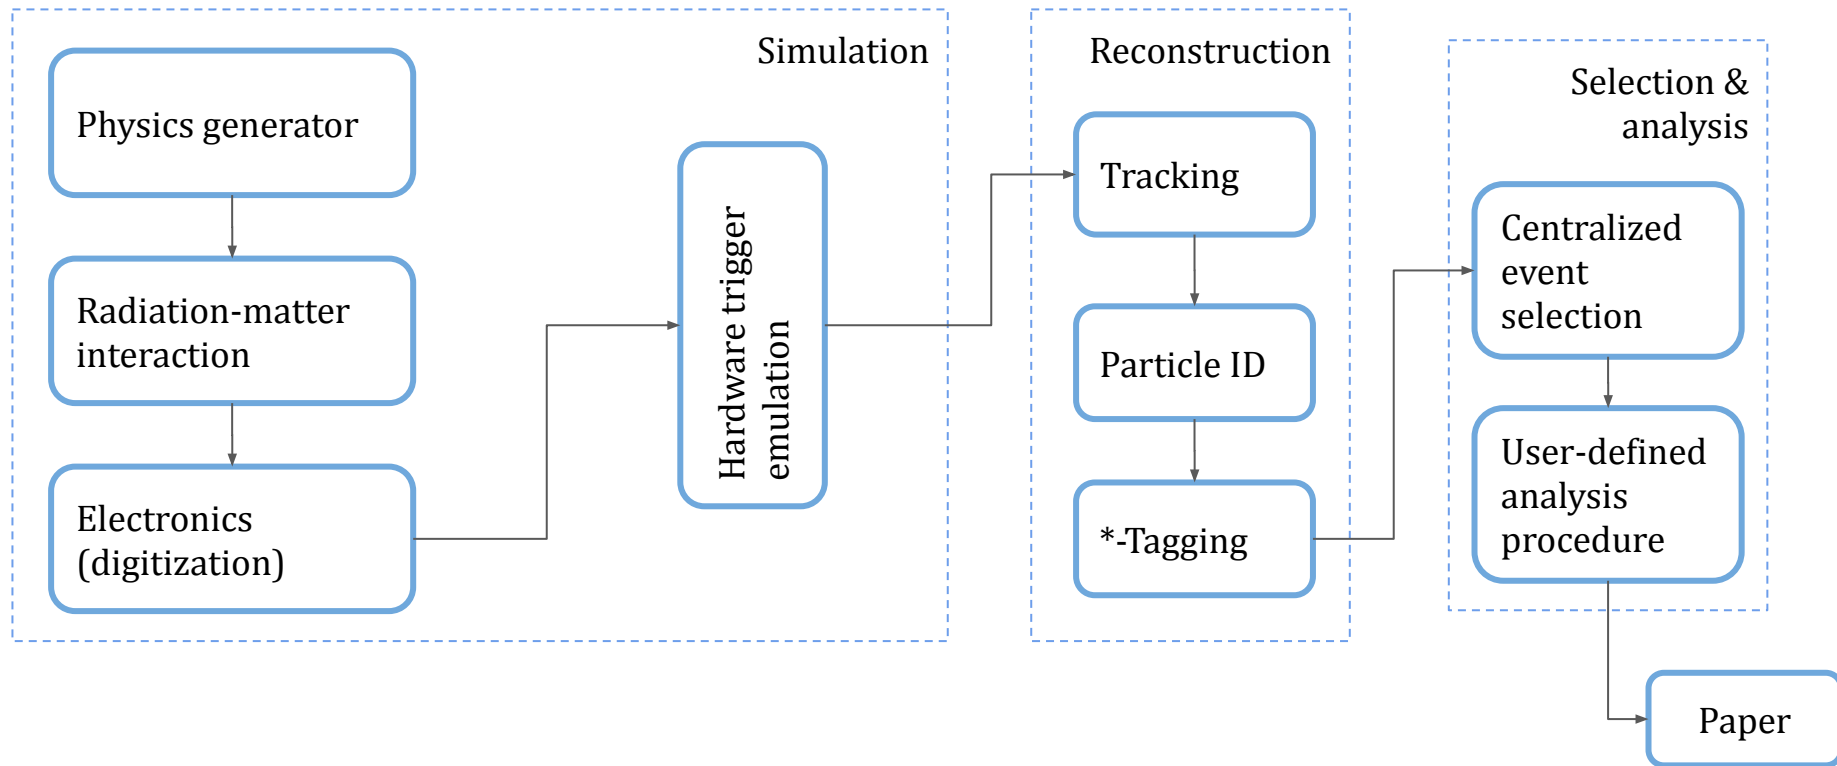 Simulation
Physics generator
Radiation-matter
interaction
Electronics
(digitization)
Hardware trigger
emulation
Reconstruction
Tracking
Particle ID
*-Tagging
Selection &
analysis
Centralized
event
selection
User-defined
analysis
procedure
Paper